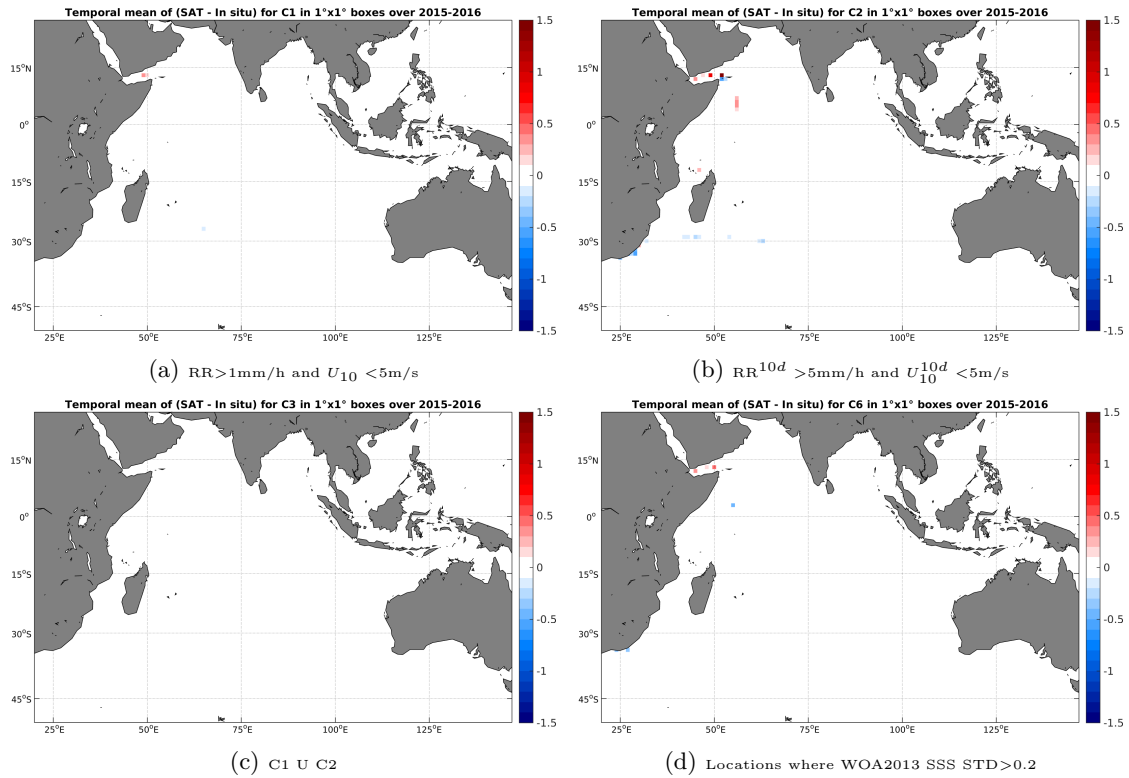 Temporal mean of (SAT - In situ) for C1 in 1°x1° boxes over 2015-2016
15°N
0°
15°S
30°S
45°S
25°E 50°E 75°E 100°E 125°E
1.5
1
0.5
0
-0.5
-1
-1.5
(a) RR>1mm/h and U10 <5m/s
Temporal mean of (SAT - In situ) for C2 in 1°x1° boxes over 2015-2016
15°N
0°
15°S
30°S
45°S
25°E 50°E 75°E 100°E 125°E
1.5
1
0.5
0
-0.5
-1
-1.5
(b) RR^10d >5mm/h and U10^10d <5m/s
Temporal mean of (SAT - In situ) for C3 in 1°x1° boxes over 2015-2016
15°N
0°
15°S
30°S
45°S
25°E 50°E 75°E 100°E 125°E
1.5
1
0.5
0
-0.5
-1
-1.5
(c) C1 U C2
Temporal mean of (SAT - In situ) for C6 in 1°x1° boxes over 2015-2016
15°N
0°
15°S
30°S
45°S
25°E 50°E 75°E 100°E 125°E
1.5
1
0.5
0
-0.5
-1
-1.5
(d) Locations where WOA2013 SSS STD>0.2